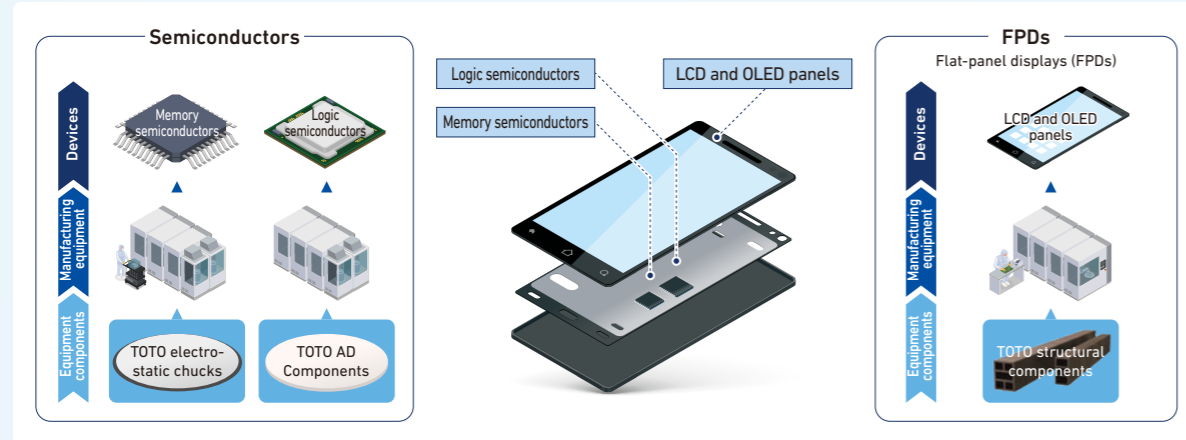 Semiconductors
Devices
Manufacturing
equipment
Equipment
components
Memory
semiconductors
Logic
semiconductors
TOTO electro-
static chucks
TOTO AD
Components
Logic semiconductors
Memory semiconductors
LCD and OLED panels
FPDs
Flat-panel displays (FPDs)
Devices
Manufacturing
equipment
Equipment
components
LCD and OLED
panels
TOTO structural
components